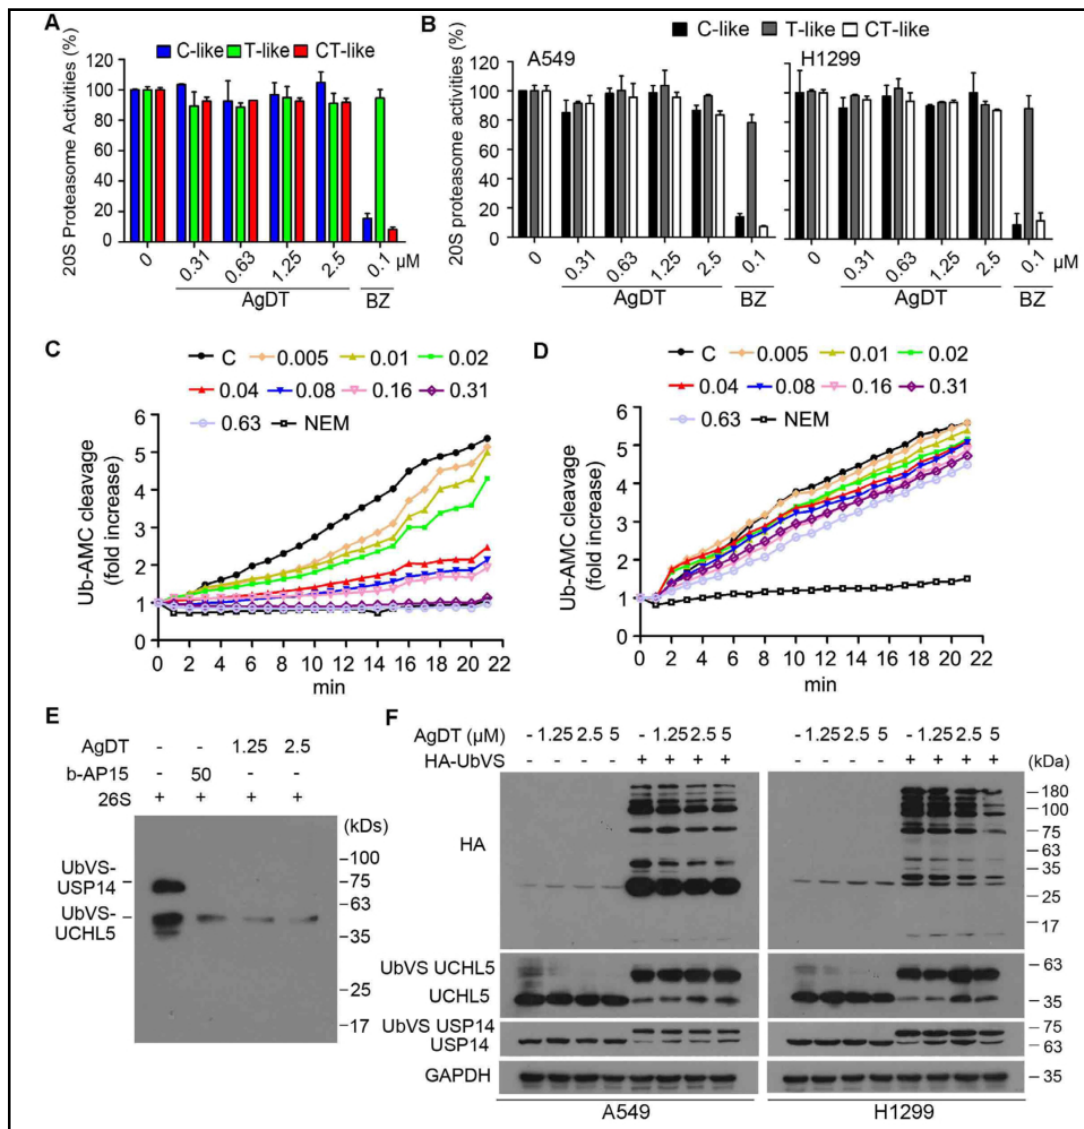 A
C-like T-like CT-like
20S Proteasome Activities (%)
120
100
80
60
40
20
0
0 0.31 0.63 1.25 2.5 0.1 µM
AgDT BZ
B
C-like T-like CT-like
A549 H1299
20S proteasome activities (%)
120
100
80
60
40
20
0
0 0.31 0.63 1.25 2.5 0.1
AgDT BZ
120
100
80
60
40
20
0
0 0.31 0.63 1.25 2.5 0.1 µM
AgDT BZ
C
C 0.005 0.01 0.02
0.04 0.08 0.16 0.31
0.63 NEM
Ub-AMC cleavage
(fold increase)
6
5
4
3
2
1
0
0 2 4 6 8 10 12 14 16 18 20 22
min
D
C 0.005 0.01 0.02
0.04 0.08 0.16 0.31
0.63 NEM
Ub-AMC cleavage
(fold increase)
6
5
4
3
2
1
0
0 2 4 6 8 10 12 14 16 18 20 22
min
E
AgDT - - 1.25 2.5
b-AP15 - 50 - -
26S + + + +
(kDs)
UbVS-
USP14
UbVS-
UCHL5
-100
-75
-63
-35
-25
-17
F
AgDT (µM) - 1.25 2.5 5 - 1.25 2.5 5 - 1.25 2.5 5 - 1.25 2.5 5
HA-UbVS - - - - + + + + - - - - + + + + (kDa)
HA
- 180
- 100
- 75
- 63
- 35
- 25
- 17
UbVS UCHL5 - 63
UCHL5 - 35
UbVS USP14 - 75
USP14 - 63
GAPDH - 35
A549 H1299